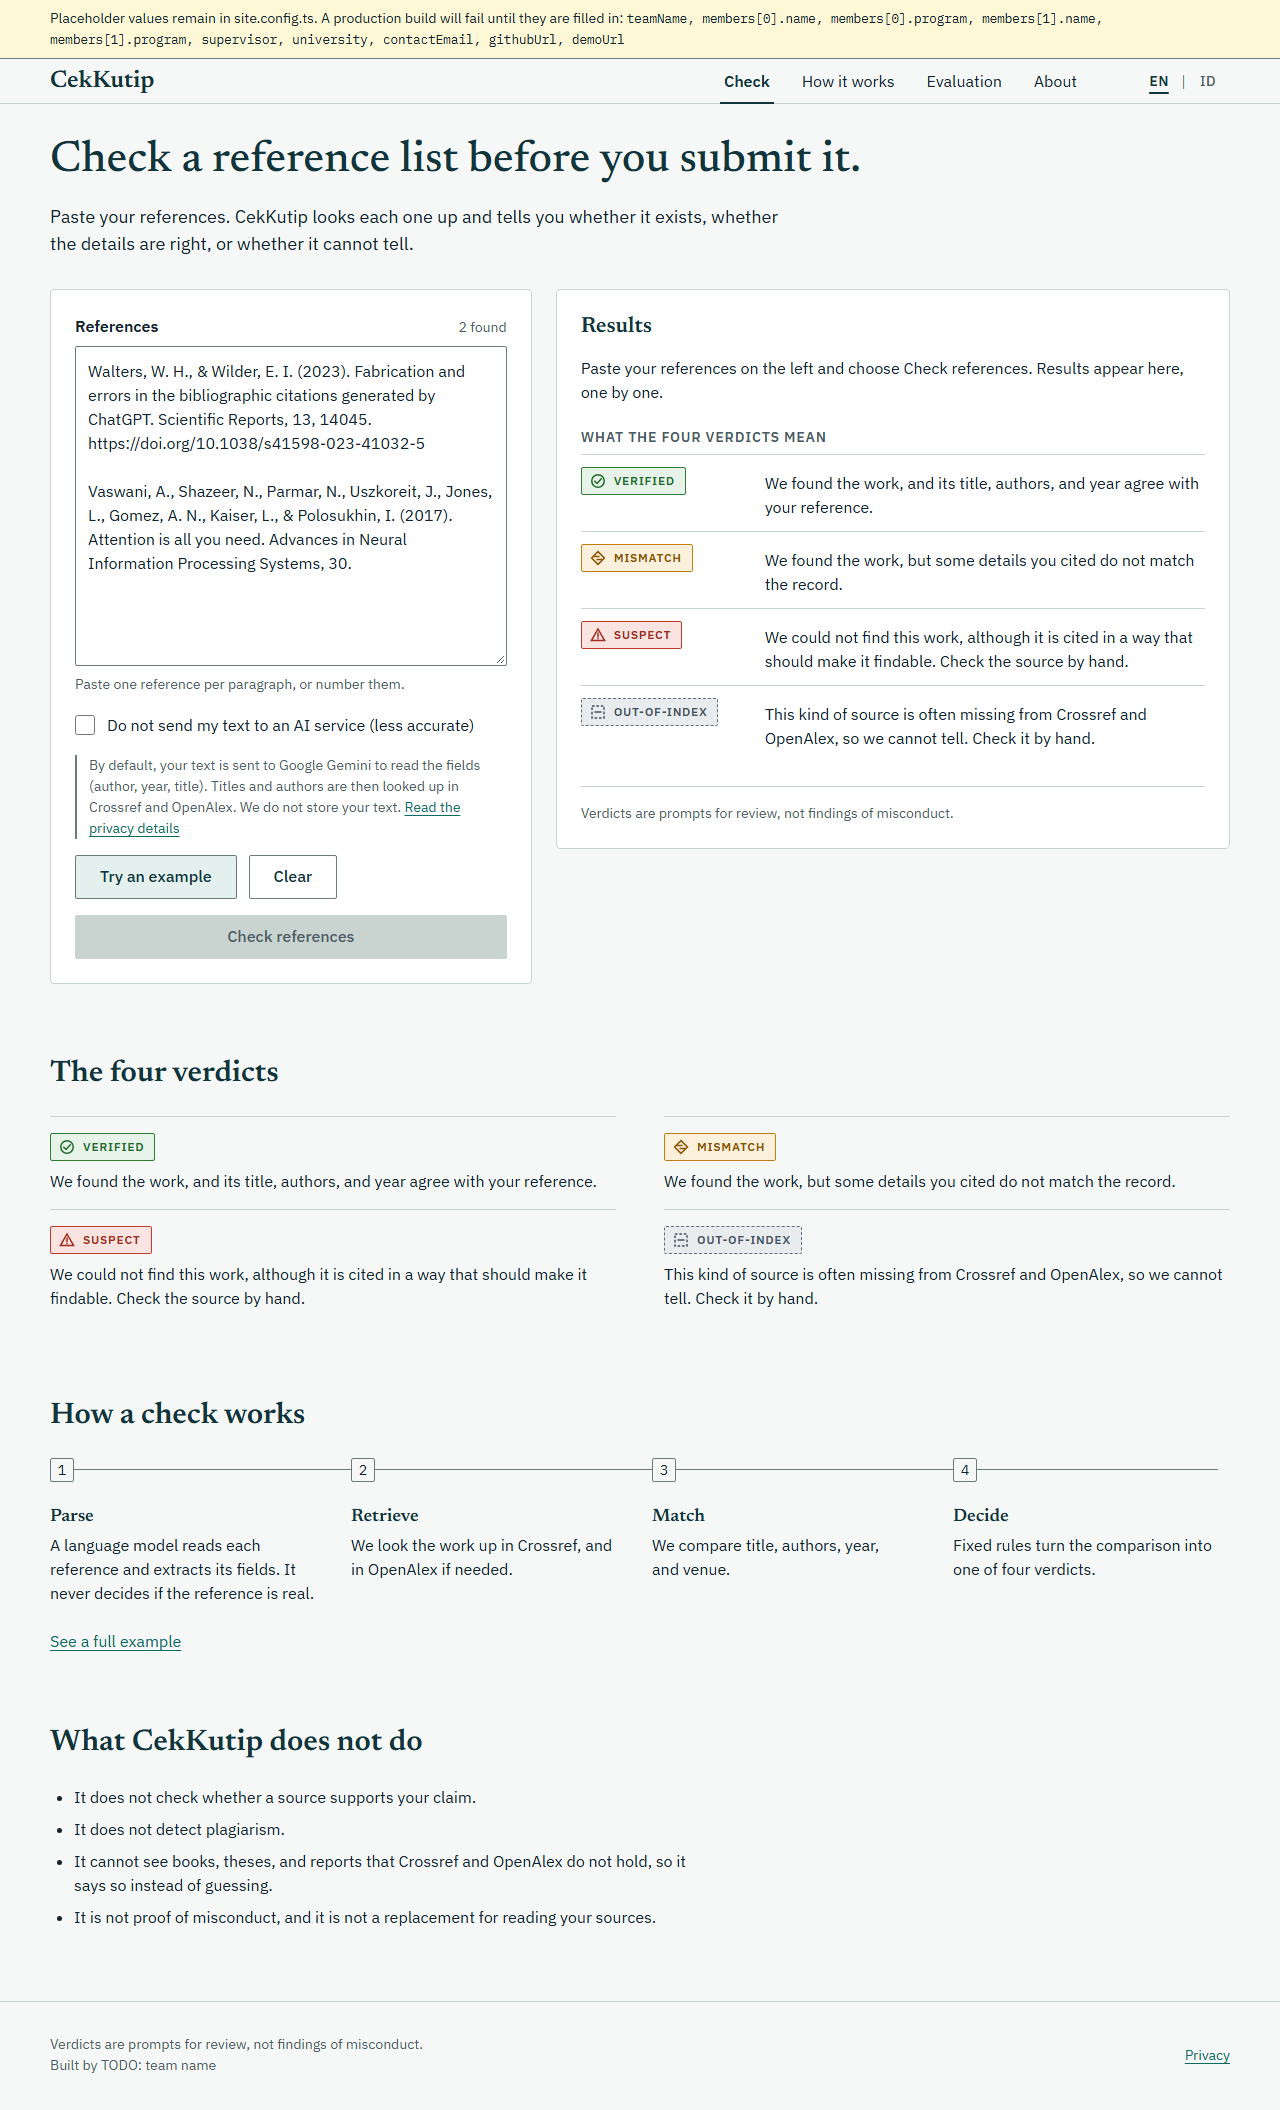 Placeholder values remain in site.config.ts. A production build will fail until they are filled in: teamName, members[0].name, members[0].program, members[1].name,
members[1].program, supervisor, university, contactEmail, githubUrl, demoUrl
CekKutip
Check
How it works
Evaluation
About
EN | ID
Check a reference list before you submit it.
Paste your references. CekKutip looks each one up and tells you whether it exists, whether
the details are right, or whether it cannot tell.
References
2 found
Walters, W. H., & Wilder, E. I. (2023). Fabrication and
errors in the bibliographic citations generated by
ChatGPT. Scientific Reports, 13, 14045.
https://doi.org/10.1038/s41598-023-41032-5
Vaswani, A., Shazeer, N., Parmar, N., Uszkoreit, J., Jones,
L., Gomez, A. N., Kaiser, L., & Polosukhin, I. (2017).
Attention is all you need. Advances in Neural
Information Processing Systems, 30.
Paste one reference per paragraph, or number them.
Do not send my text to an AI service (less accurate)
By default, your text is sent to Google Gemini to read the fields
(author, year, title). Titles and authors are then looked up in
Crossref and OpenAlex. We do not store your text. Read the
privacy details
Try an example
Clear
Check references
Results
Paste your references on the left and choose Check references. Results appear here,
one by one.
WHAT THE FOUR VERDICTS MEAN
VERIFIED
We found the work, and its title, authors, and year agree with
your reference.
MISMATCH
We found the work, but some details you cited do not match
the record.
SUSPECT
We could not find this work, although it is cited in a way that
should make it findable. Check the source by hand.
OUT-OF-INDEX
This kind of source is often missing from Crossref and
OpenAlex, so we cannot tell. Check it by hand.
Verdicts are prompts for review, not findings of misconduct.
The four verdicts
VERIFIED
We found the work, and its title, authors, and year agree with your reference.
MISMATCH
We found the work, but some details you cited do not match the record.
SUSPECT
We could not find this work, although it is cited in a way that should make it
findable. Check the source by hand.
OUT-OF-INDEX
This kind of source is often missing from Crossref and OpenAlex, so we cannot
tell. Check it by hand.
How a check works
1
Parse
A language model reads each
reference and extracts its fields. It
never decides if the reference is real.
2
Retrieve
We look the work up in Crossref, and
in OpenAlex if needed.
3
Match
We compare title, authors, year,
and venue.
4
Decide
Fixed rules turn the comparison into
one of four verdicts.
See a full example
What CekKutip does not do
• It does not check whether a source supports your claim.
• It does not detect plagiarism.
• It cannot see books, theses, and reports that Crossref and OpenAlex do not hold, so it
says so instead of guessing.
• It is not proof of misconduct, and it is not a replacement for reading your sources.
Verdicts are prompts for review, not findings of misconduct.
Built by TODO: team name
Privacy